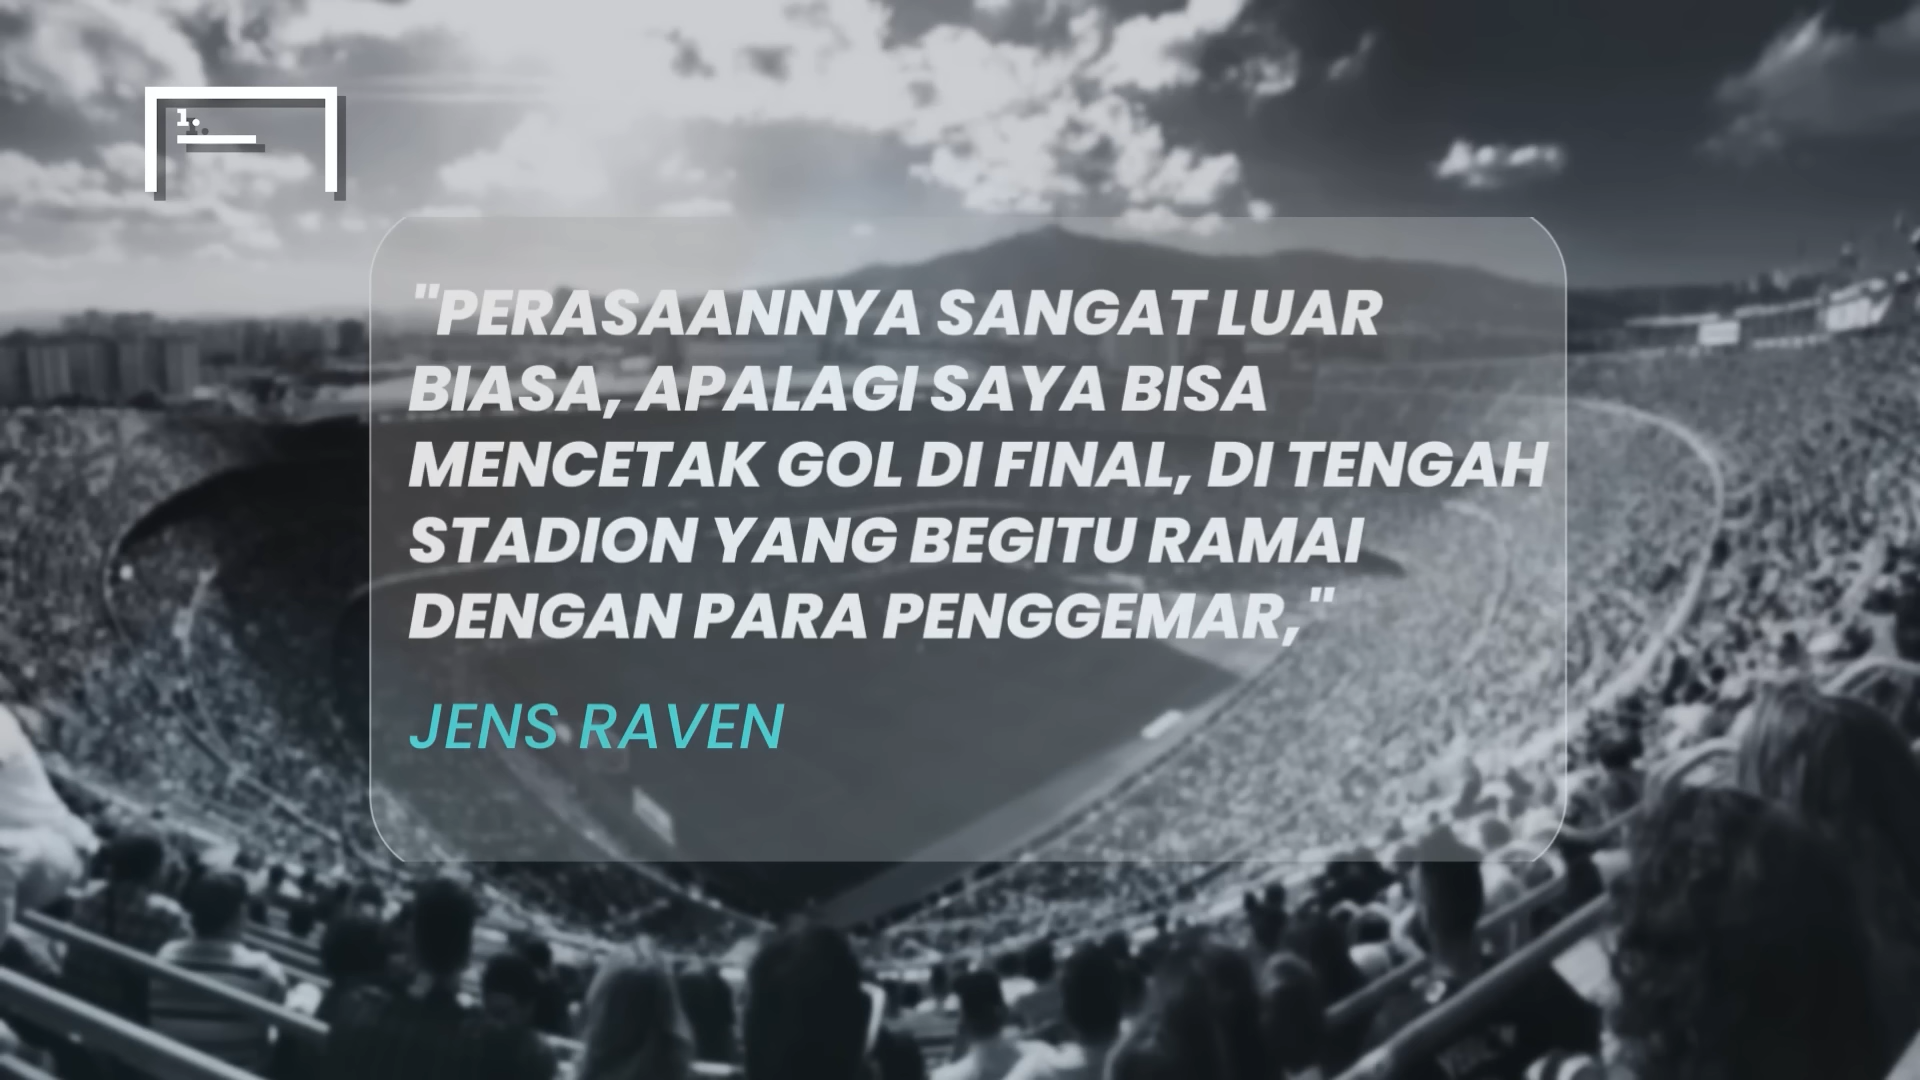 1.
"PERASAANNYA SANGAT LUAR
BIASA, APALAGI SAYA BISA
MENCETAK GOL DI FINAL, DI TENGAH
STADION YANG BEGITU RAMAI
DENGAN PARA PENGGEMAR,"
JENS RAVEN